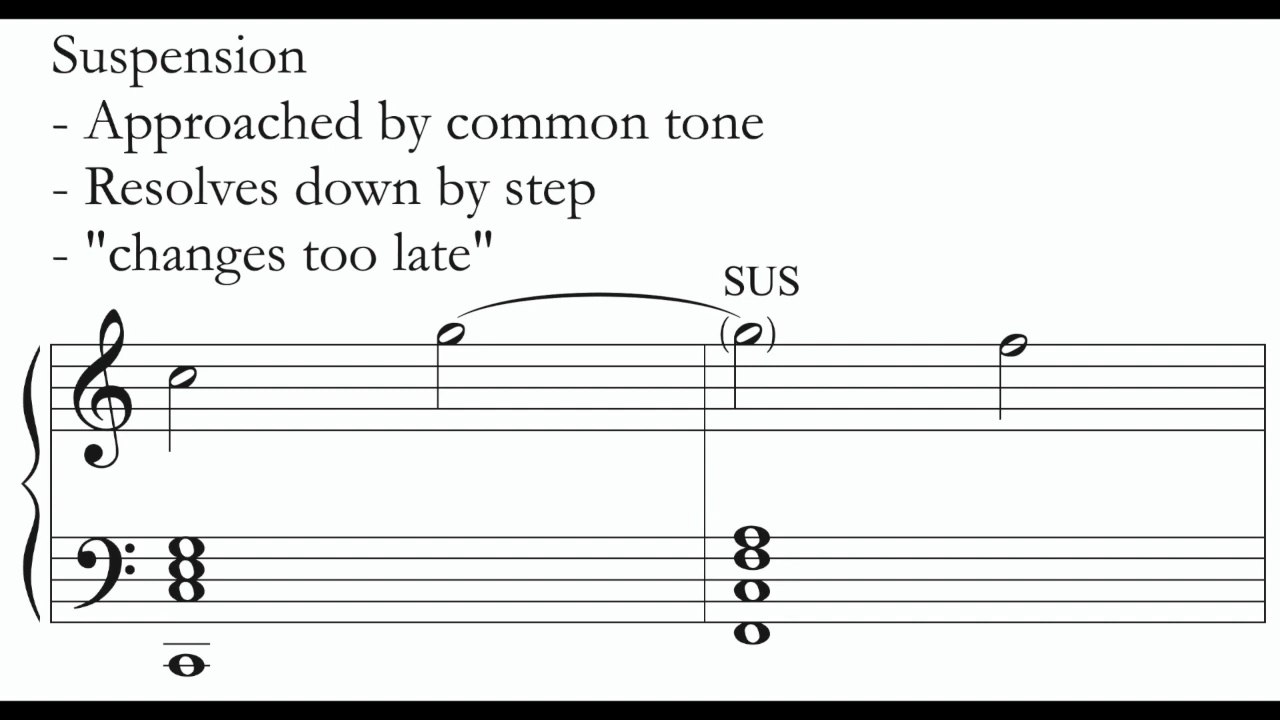 Suspension
- Approached by common tone
- Resolves down by step
- "changes too late"
SUS